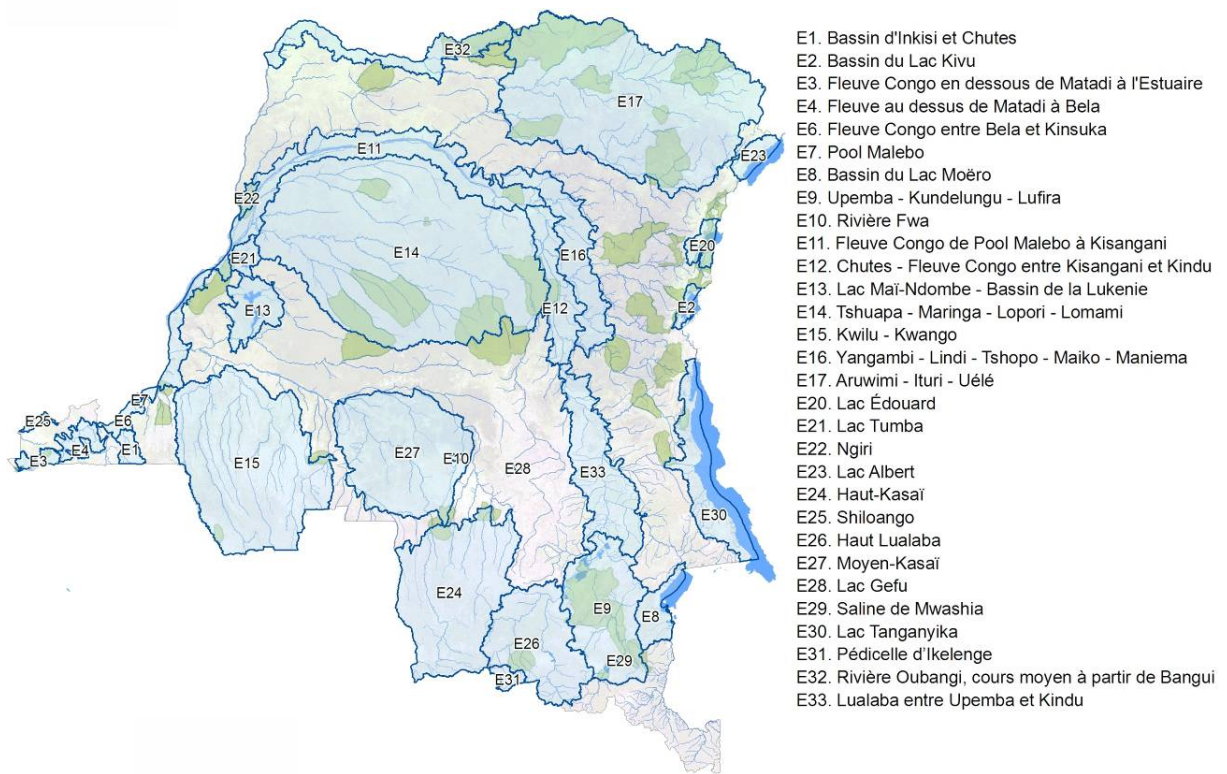 E1. Bassin d'Inkisi et Chutes
E2. Bassin du Lac Kivu
E3. Fleuve Congo en dessous de Matadi à l'Estuaire
E4. Fleuve au dessus de Matadi à Bela
E6. Fleuve Congo entre Bela et Kinsuka
E7. Pool Malebo
E8. Bassin du Lac Moëro
E9. Upemba - Kundelungu - Lufira
E10. Rivière Fwa
E11. Fleuve Congo de Pool Malebo à Kisangani
E12. Chutes - Fleuve Congo entre Kisangani et Kindu
E13. Lac Maï-Ndombe - Bassin de la Lukenie
E14. Tshuapa - Maringa - Lopori - Lomami
E15. Kwilu - Kwango
E16. Yangambi - Lindi - Tshopo - Maiko - Maniema
E17. Aruwimi - Ituri - Uélé
E20. Lac Édouard
E21. Lac Tumba
E22. Ngiri
E23. Lac Albert
E24. Haut-Kasaï
E25. Shiloango
E26. Haut Lualaba
E27. Moyen-Kasaï
E28. Lac Gefu
E29. Saline de Mwashia
E30. Lac Tanganyika
E31. Pédicelle d'Ikelenge
E32. Rivière Oubangi, cours moyen à partir de Bangui
E33. Lualaba entre Upemba et Kindu
E32
E17
E11
E23
E22
E20
E14
E16
E21
E13
E12
E2
E7
E25
E6
E4
E1
E3
E15
E27
E10
E28
E33
E30
E24
E9
E8
E26
E29
E31